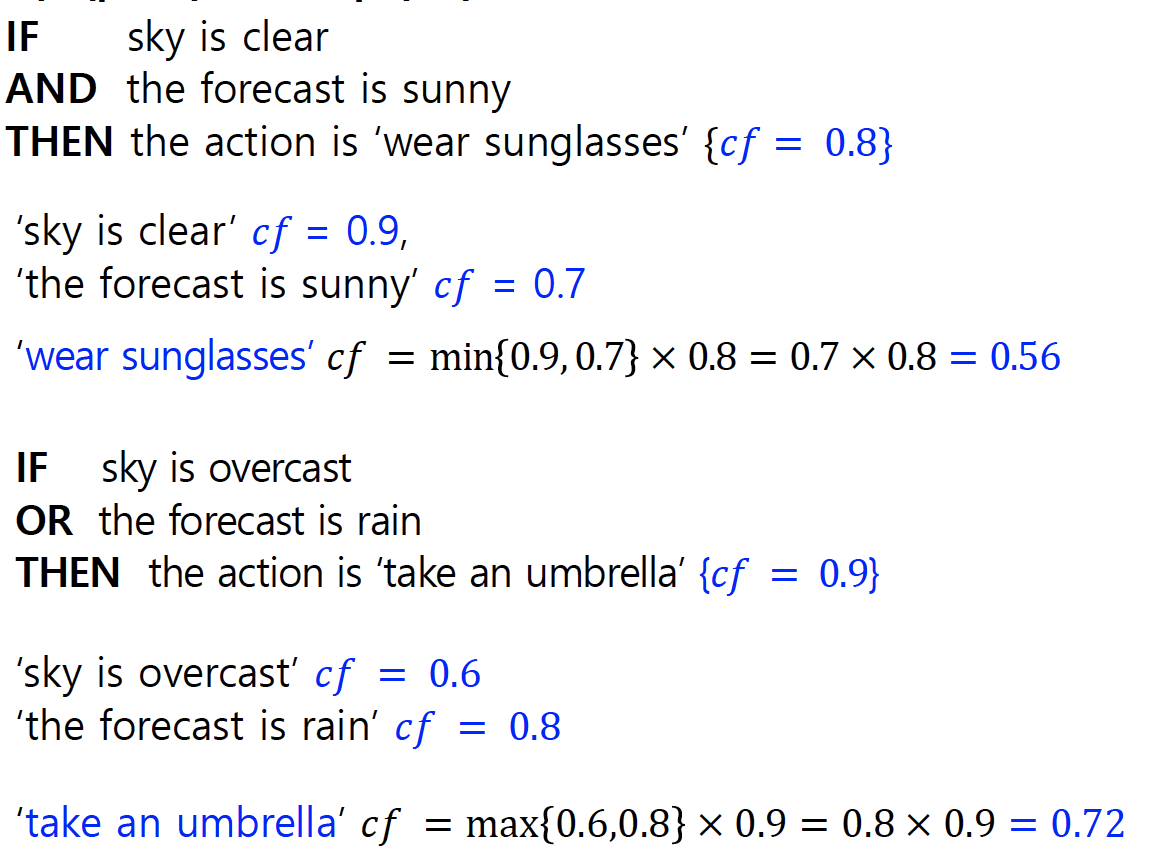 IF sky is clear
AND the forecast is sunny
THEN the action is ‘wear sunglasses’ {cf = 0.8}
‘sky is clear’ cf = 0.9,
‘the forecast is sunny’ cf = 0.7
‘wear sunglasses’ cf = min{0.9, 0.7} × 0.8 = 0.7 × 0.8 = 0.56
IF sky is overcast
OR the forecast is rain
THEN the action is ‘take an umbrella’ {cf = 0.9}
‘sky is overcast’ cf = 0.6
‘the forecast is rain’ cf = 0.8
‘take an umbrella’ cf = max{0.6,0.8} × 0.9 = 0.8 × 0.9 = 0.72